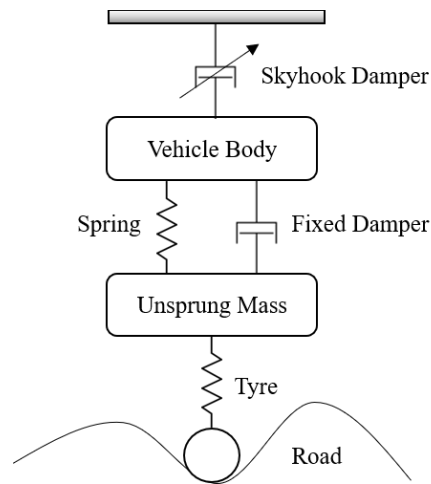 Skyhook Damper
Vehicle Body
Spring
Fixed Damper
Unsprung Mass
Tyre
Road